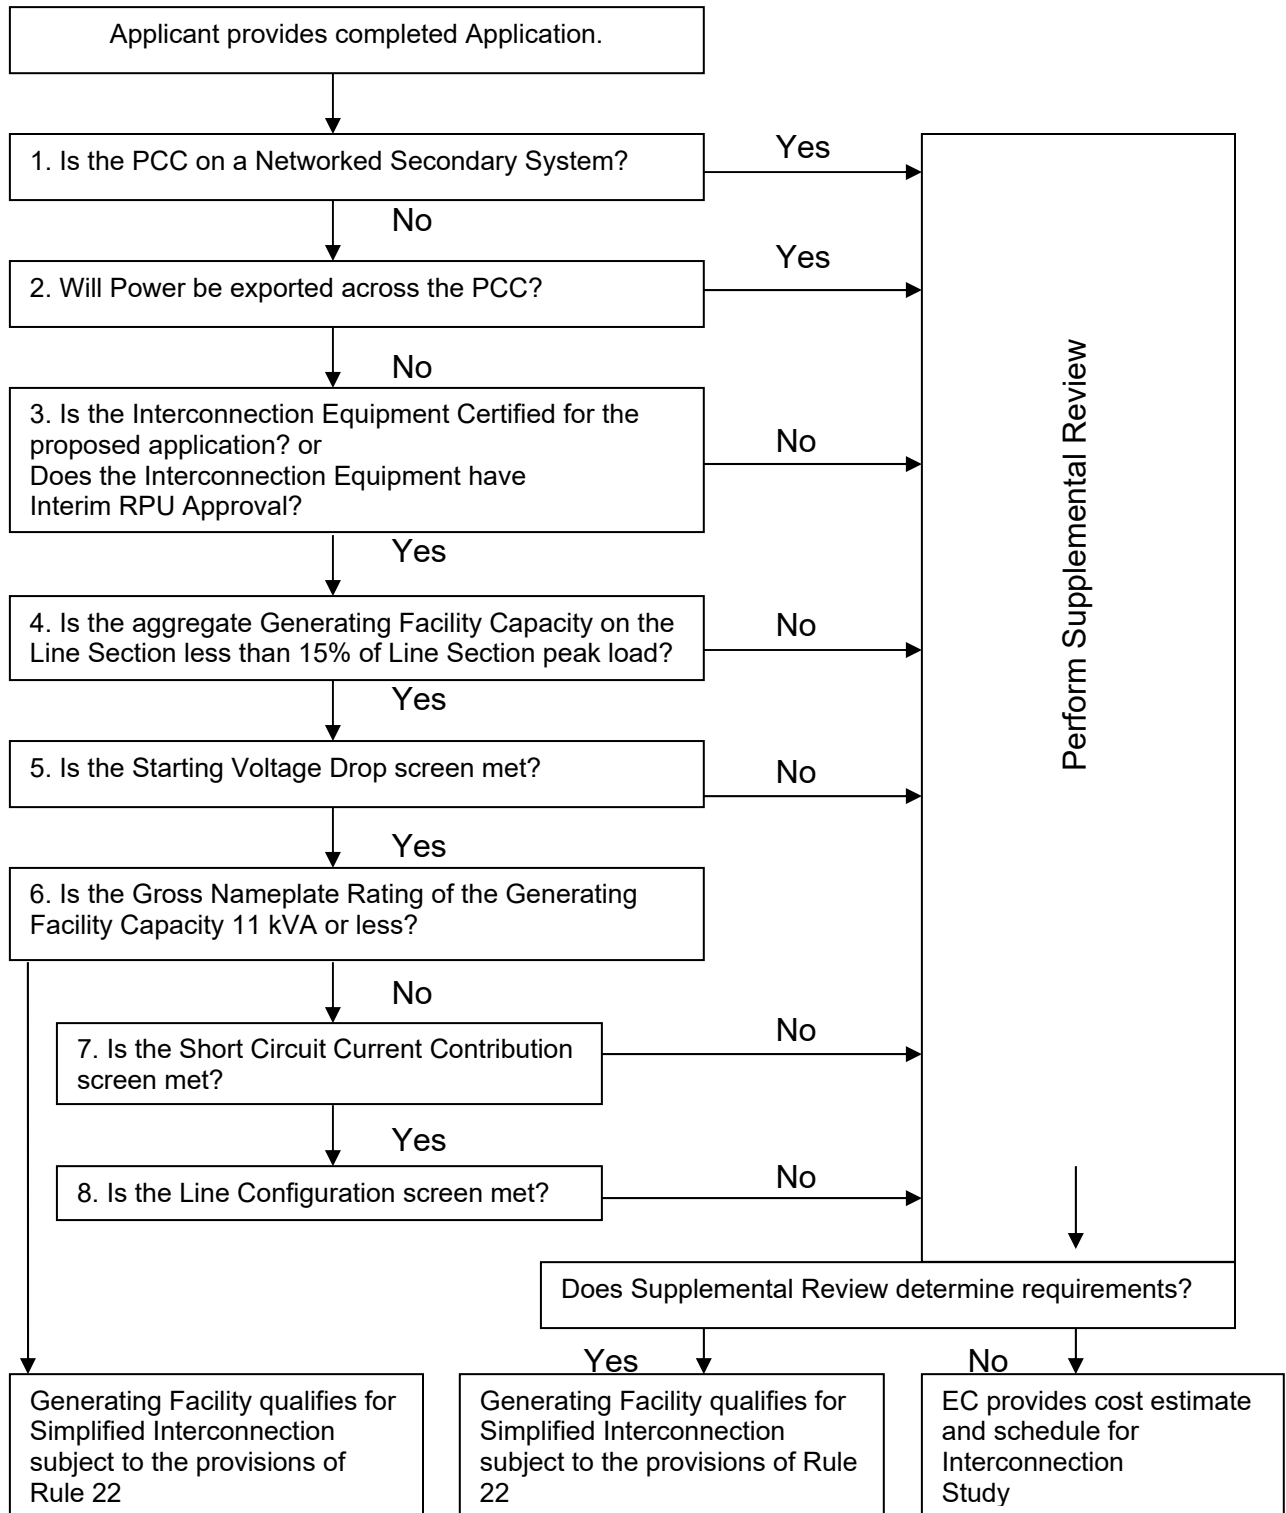 Applicant provides completed Application.
1. Is the PCC on a Networked Secondary System?
Yes
No
2. Will Power be exported across the PCC?
Yes
No
3. Is the Interconnection Equipment Certified for the
proposed application? or
Does the Interconnection Equipment have
Interim RPU Approval?
No
Yes
4. Is the aggregate Generating Facility Capacity on the
Line Section less than 15% of Line Section peak load?
No
Yes
5. Is the Starting Voltage Drop screen met?
No
Yes
6. Is the Gross Nameplate Rating of the Generating
Facility Capacity 11 kVA or less?
No
7. Is the Short Circuit Current Contribution
screen met?
No
Yes
8. Is the Line Configuration screen met?
No
Perform Supplemental Review
Does Supplemental Review determine requirements?
Yes
No
Generating Facility qualifies for
Simplified Interconnection
subject to the provisions of
Rule 22
Generating Facility qualifies for
Simplified Interconnection
subject to the provisions of Rule
22
EC provides cost estimate
and schedule for
Interconnection
Study